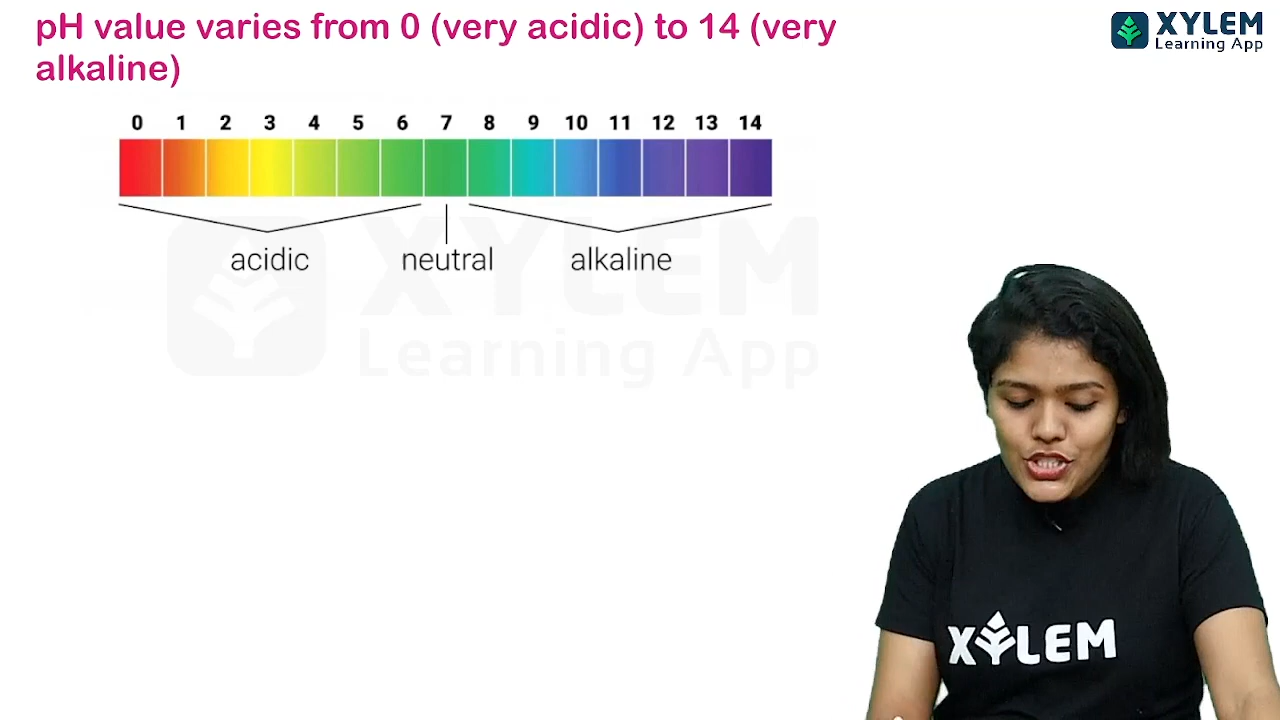 pH value varies from 0 (very acidic) to 14 (very
alkaline)
XYLEM
Learning App
0 1 2 3 4 5 6 7 8 9 10 11 12 13 14
acidic neutral alkaline
XYLEM
Learning App
XYLEM